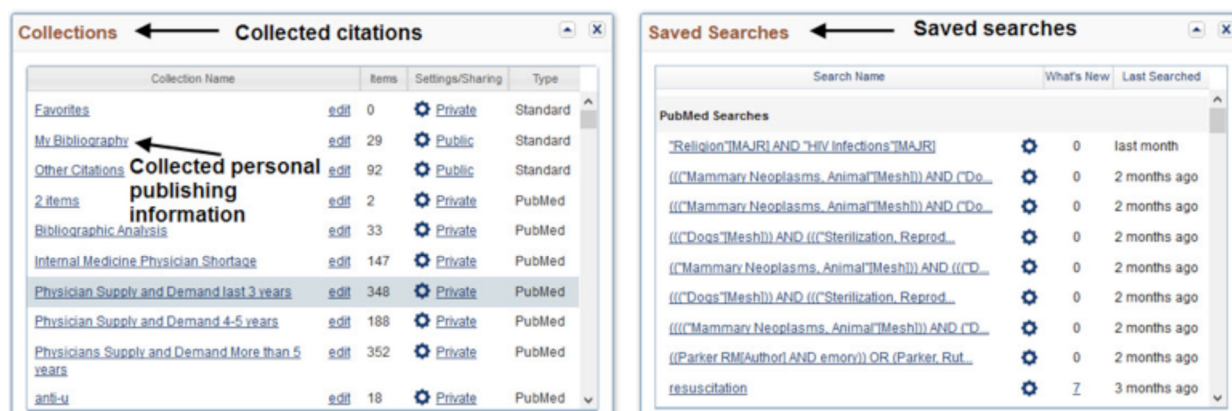 Collections Collected citations
Collection Name Items Settings/Sharing Type
Favorites edit 0 Private Standard
My Bibliography edit 29 Public Standard
Collected personal publishing information
Other Citations edit 92 Public Standard
2 items edit 2 Private PubMed
Bibliographic Analysis edit 33 Private PubMed
Internal Medicine Physician Shortage edit 147 Private PubMed
Physician Supply and Demand last 3 years edit 348 Private PubMed
Physician Supply and Demand 4-5 years edit 188 Private PubMed
Physicians Supply and Demand More than 5 edit 352 Private PubMed
years
anti-u edit 18 Private PubMed
Saved Searches Saved searches
Search Name What's New Last Searched
PubMed Searches
"Religion"[MAJR] AND "HIV Infections"[MAJR] 0 last month
((("Mammary Neoplasms, Animal"[Mesh])) AND ("Do... 0 2 months ago
((("Mammary Neoplasms, Animal"[Mesh])) AND ("Do... 0 2 months ago
((("Dogs"[Mesh])) AND ((("Sterilization, Reprod... 0 2 months ago
(("Mammary Neoplasms, Animal"[Mesh])) AND ((("D... 0 2 months ago
((("Dogs"[Mesh])) AND ((("Sterilization, Reprod... 0 2 months ago
(((("Mammary Neoplasms, Animal"[Mesh])) AND ("D... 0 2 months ago
((Parker RM[Author] AND emory)) OR (Parker, Rut... 0 2 months ago
resuscitation 7 3 months ago